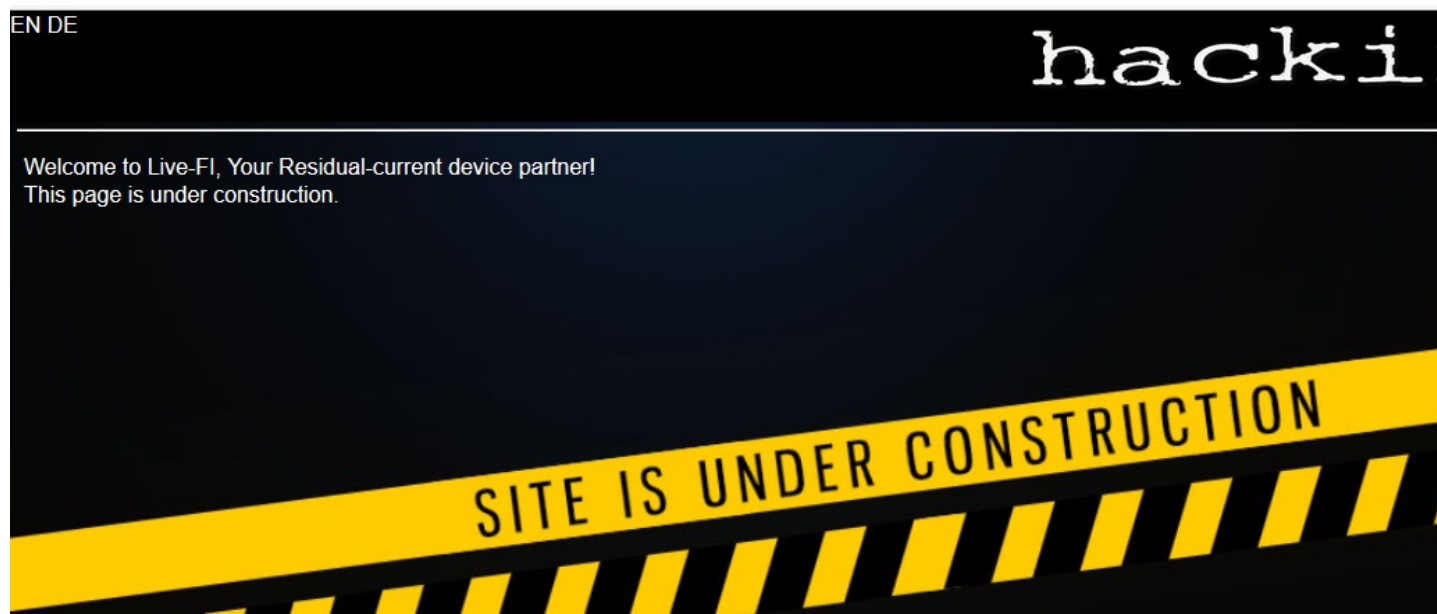 EN DE
hacki
Welcome to Live-FI, Your Residual-current device partner!
This page is under construction.
SITE IS UNDER CONSTRUCTION